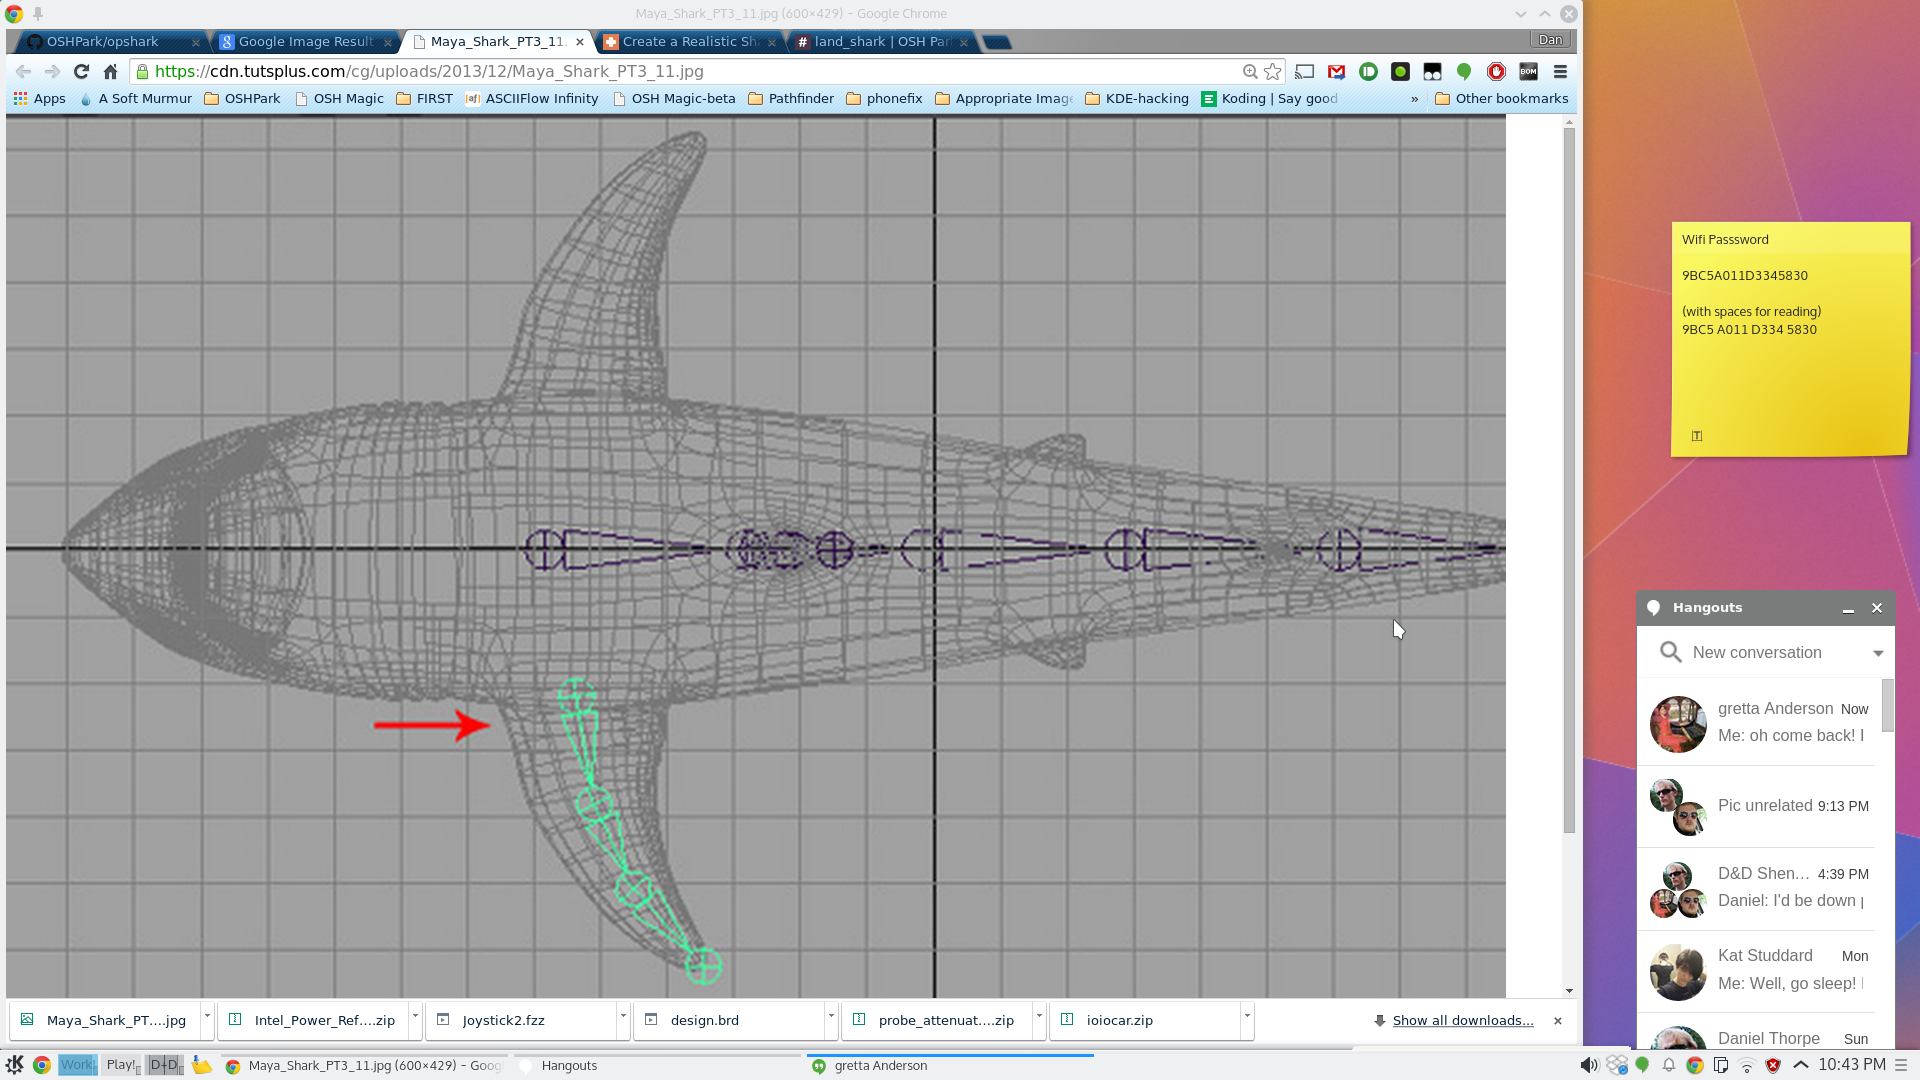 Maya_Shark_PT3_11.jpg (600×429) – Google Chrome
OSHPark/opshark
Google Image Result
Maya_Shark_PT3_11.
Create a Realistic Sh
land_shark | OSH Par
Dan
https://cdn.tutsplus.com/cg/uploads/2013/12/Maya_Shark_PT3_11.jpg
BOM
Apps
A Soft Murmur
OSHPark
OSH Magic
FIRST
ASCIIFlow Infinity
OSH Magic-beta
Pathfinder
phonefix
Appropriate Imag
KDE-hacking
Koding | Say good
»
Other bookmarks
Wifi Passsword
9BC5A011D3345830
(with spaces for reading)
9BC5 A011 D334 5830
Hangouts
New conversation
gretta Anderson Now
Me: oh come back! I
Pic unrelated 9:13 PM
D&D Shen... 4:39 PM
Daniel: I'd be down
Kat Studdard Mon
Me: Well, go sleep!
Daniel Thorpe Sun
Maya_Shark_PT....jpg
Intel_Power_Ref....zip
Joystick2.fzz
design.brd
probe_attenuat....zip
ioiocar.zip
Show all downloads...
Work!
Play!
D+D
Maya_Shark_PT3_11.jpg (600×429) – Goog
Hangouts
gretta Anderson
10:43 PM